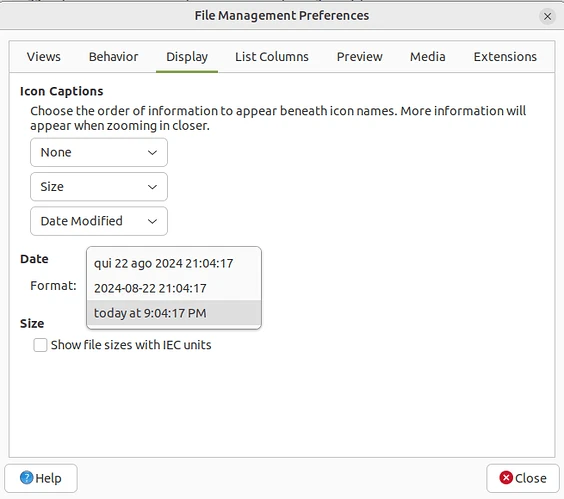 File Management Preferences
Views Behavior Display List Columns Preview Media Extensions
Icon Captions
Choose the order of information to appear beneath icon names. More information will
appear when zooming in closer.
None
Size
Date Modified
Date
qui 22 ago 2024 21:04:17
Format:
2024-08-22 21:04:17
today at 9:04:17 PM
Size
Show file sizes with IEC units
Help Close